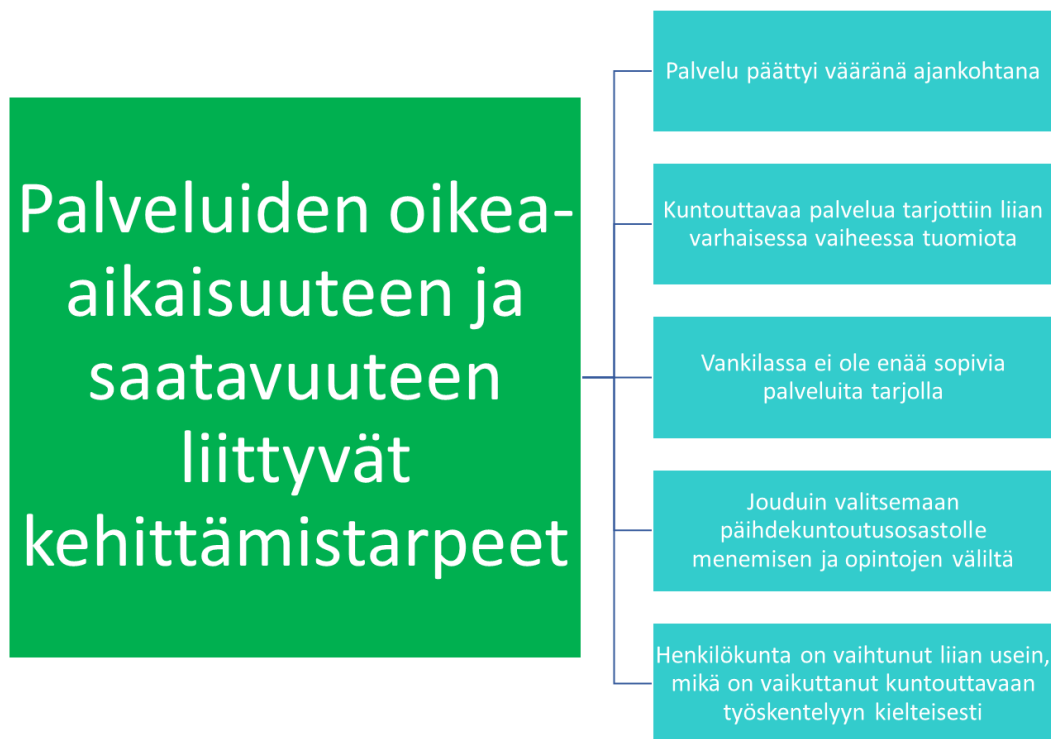 Palveluiden oikea-
aikaisuuteen ja
saatavuuteen
liittyvät
kehittämistarpeet
Palvelu päättyi vääränä ajankohtana
Kuntouttavaa palvelua tarjottiin liian
varhaisessa vaiheessa tuomiota
Vankilassa ei ole enää sopivia
palveluita tarjolla
Jouduin valitsemaan
päihdekuntoutusosastolle
menemisen ja opintojen väliltä
Henkilökunta on vaihtunut liian usein,
mikä on vaikuttanut kuntouttavaan
työskentelyyn kielteisesti